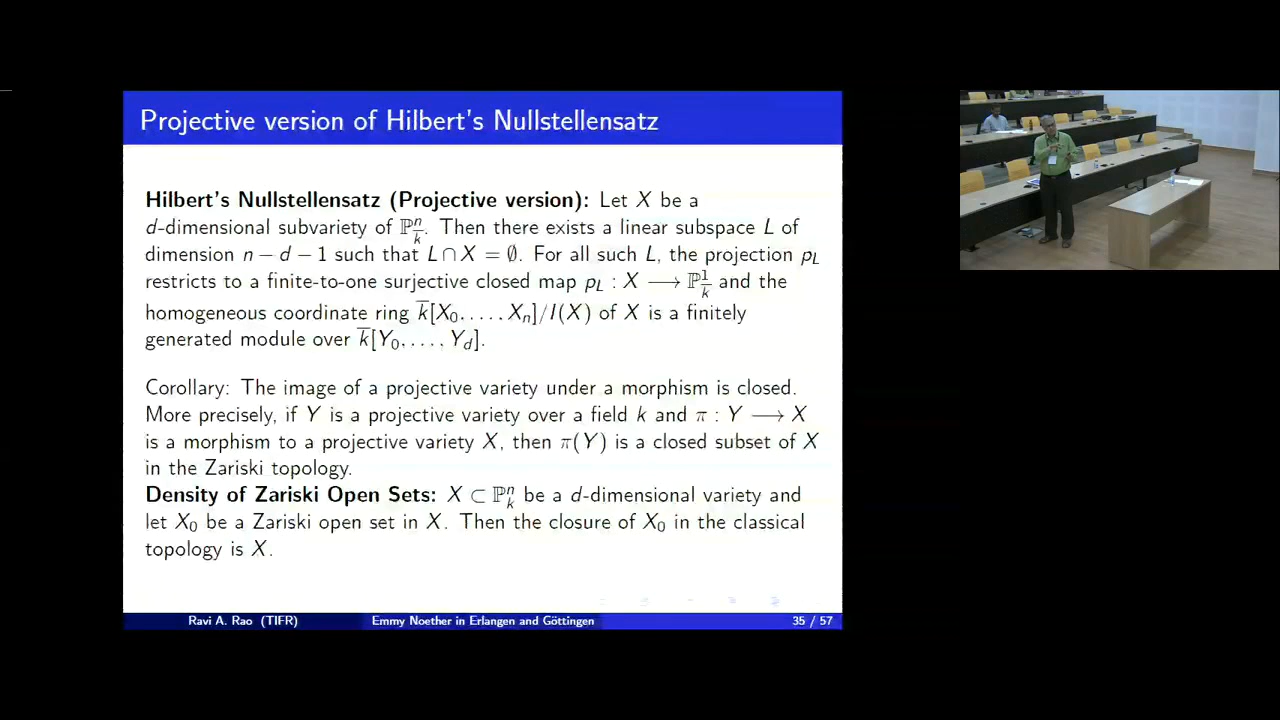 Projective version of Hilbert's Nullstellensatz
Hilbert's Nullstellensatz (Projective version): Let X be a
d-dimensional subvariety of ℙⁿ_k̅. Then there exists a linear subspace L of
dimension n − d − 1 such that L ∩ X = ∅. For all such L, the projection p_L
restricts to a finite-to-one surjective closed map p_L : X ⟶ ℙ¹_k̅ and the
homogeneous coordinate ring k̅[X₀, . . . , Xₙ]/I(X) of X is a finitely
generated module over k̅[Y₀, . . . , Y_d].
Corollary: The image of a projective variety under a morphism is closed.
More precisely, if Y is a projective variety over a field k and π : Y ⟶ X
is a morphism to a projective variety X, then π(Y) is a closed subset of X
in the Zariski topology.
Density of Zariski Open Sets: X ⊂ ℙⁿ_k be a d-dimensional variety and
let X₀ be a Zariski open set in X. Then the closure of X₀ in the classical
topology is X.
Ravi A. Rao (TIFR) Emmy Noether in Erlangen and Göttingen 35 / 57